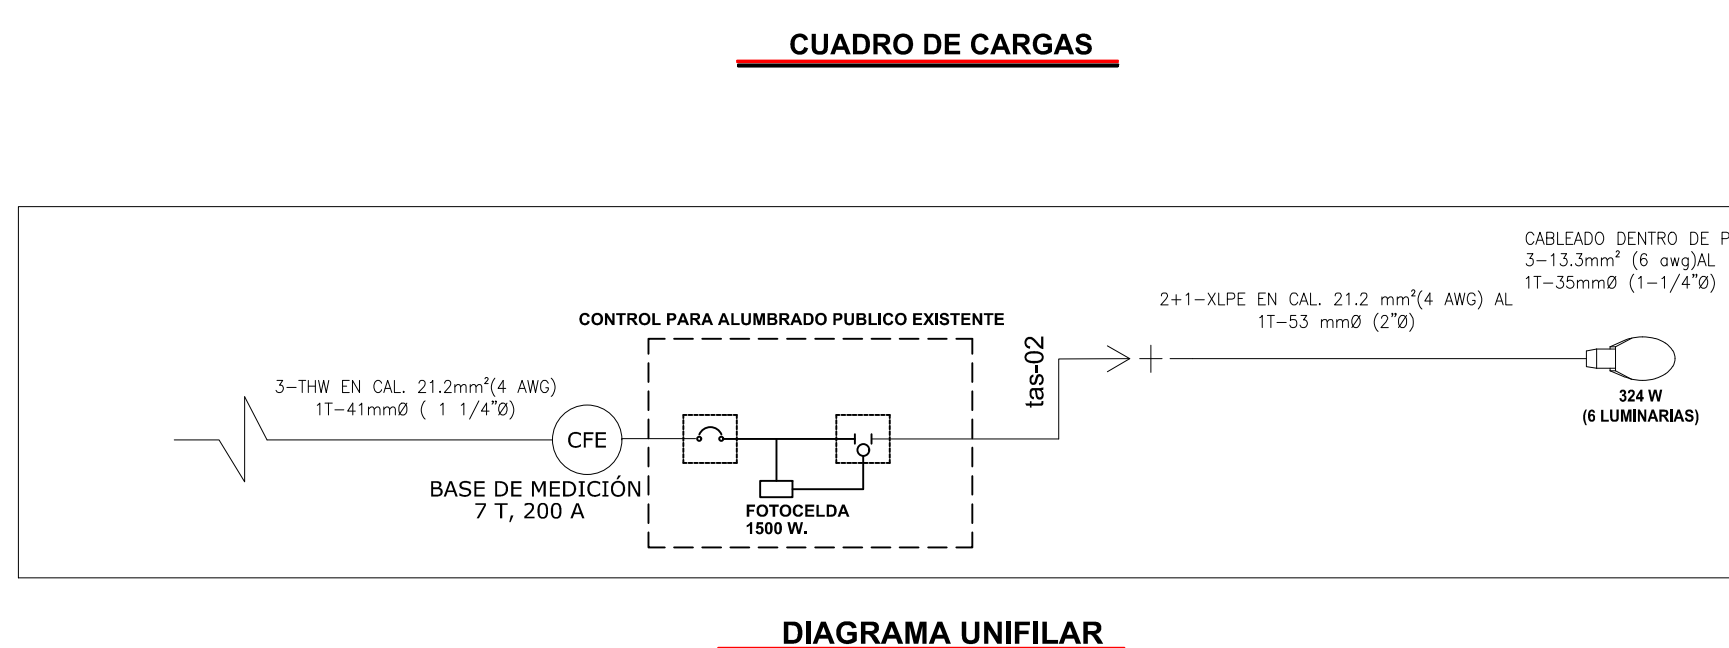 CUADRO DE CARGAS
CABLEADO DENTRO DE P
3-13.3mm² (6 awg)AL
1T-35mmØ (1-1/4"Ø)
2+1-XLPE EN CAL. 21.2 mm²(4 AWG) AL
1T-53 mmØ (2"Ø)
CONTROL PARA ALUMBRADO PUBLICO EXISTENTE
tas-02
3-THW EN CAL. 21.2mm²(4 AWG)
1T-41mmØ ( 1 1/4"Ø)
324 W
(6 LUMINARIAS)
CFE
BASE DE MEDICIÓN
7 T, 200 A
FOTOCELDA
1500 W.
DIAGRAMA UNIFILAR